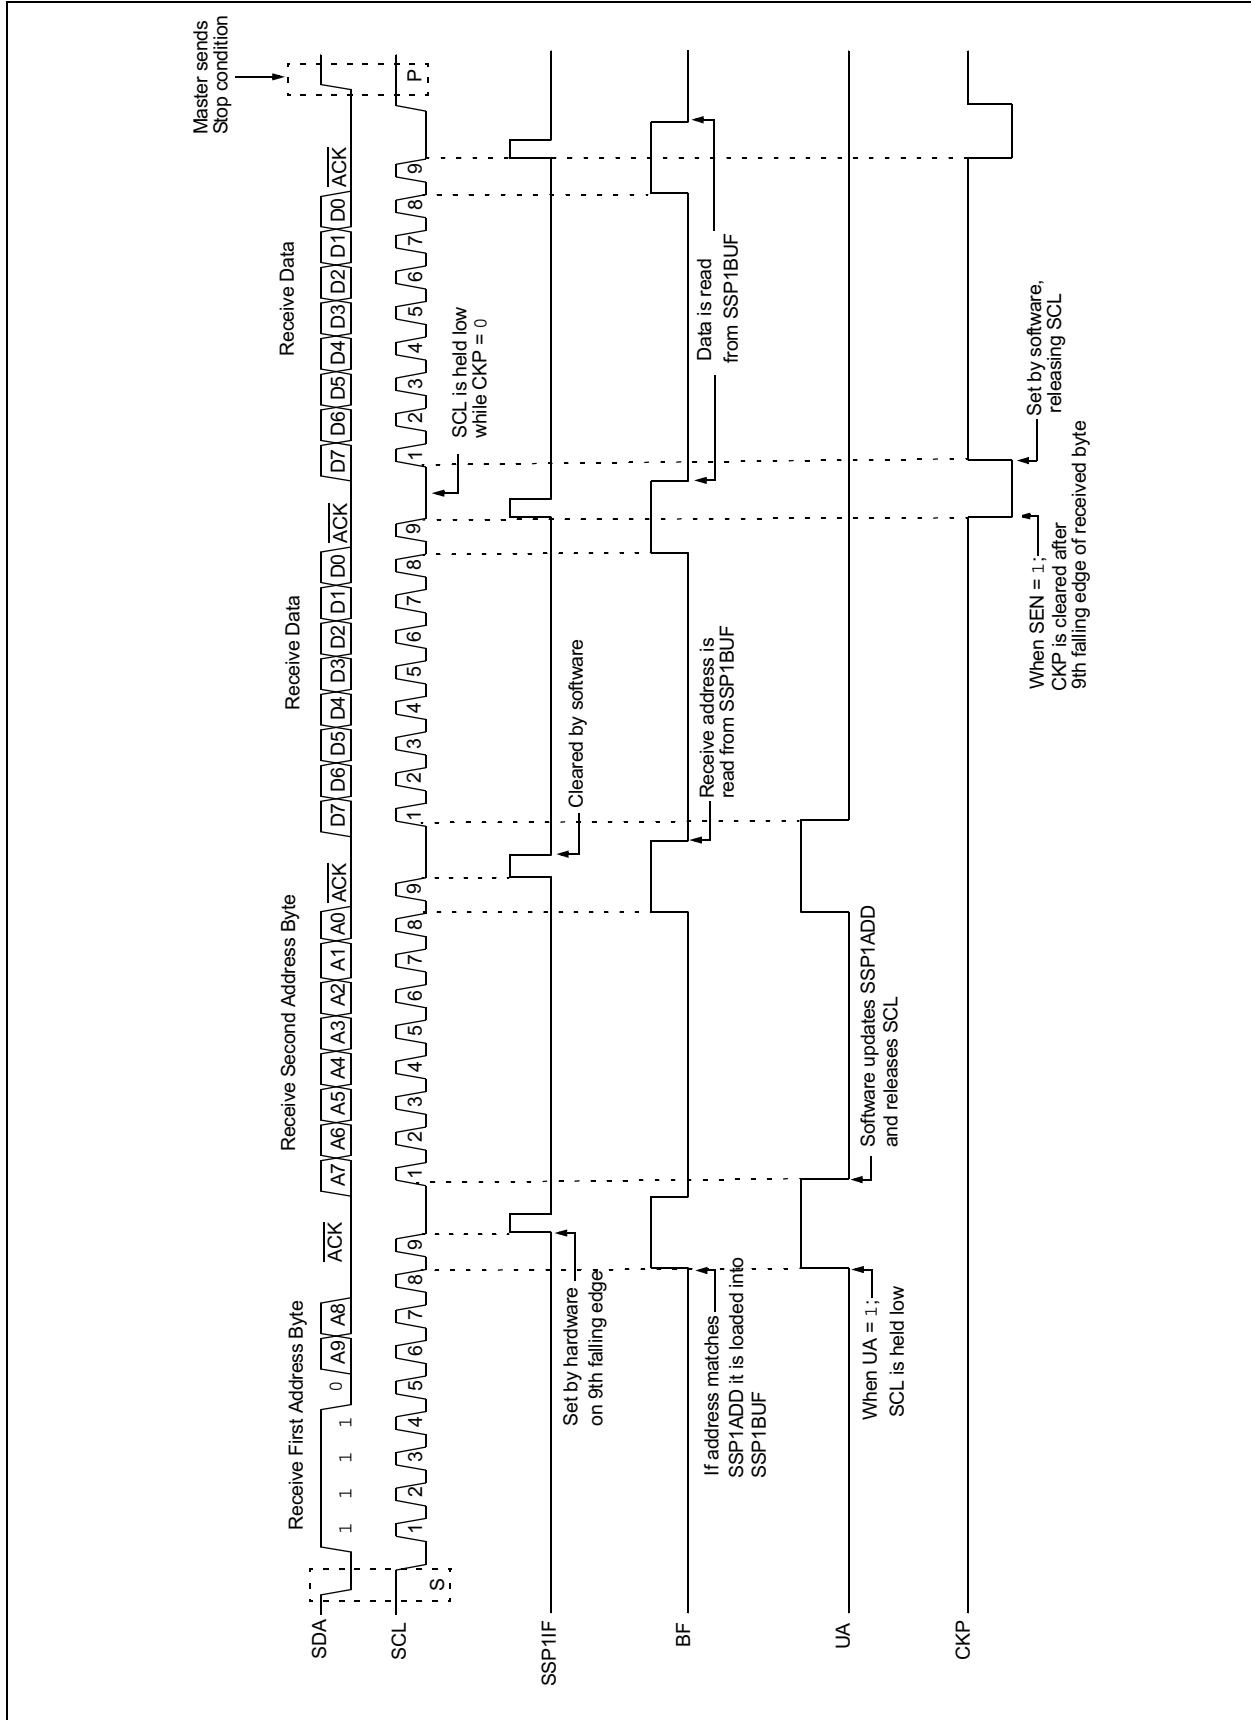 Master sends
Stop condition
Receive First Address Byte
Receive Second Address Byte
Receive Data
Receive Data
SDA
1 1 1 1 0 A9 A8 ACK A7 A6 A5 A4 A3 A2 A1 A0 ACK D7 D6 D5 D4 D3 D2 D1 D0 ACK D7 D6 D5 D4 D3 D2 D1 D0 ACK
SCL
1 2 3 4 5 6 7 8 9 1 2 3 4 5 6 7 8 9 1 2 3 4 5 6 7 8 9 1 2 3 4 5 6 7 8 9
S
P
SCL is held low
while CKP = 0
SSP1IF
Set by hardware
on 9th falling edge
Cleared by software
BF
If address matches
SSP1ADD it is loaded into
SSP1BUF
Receive address is
read from SSP1BUF
Data is read
from SSP1BUF
UA
When UA = 1;
SCL is held low
Software updates SSP1ADD
and releases SCL
CKP
When SEN = 1;
CKP is cleared after
9th falling edge of received byte
Set by software,
releasing SCL